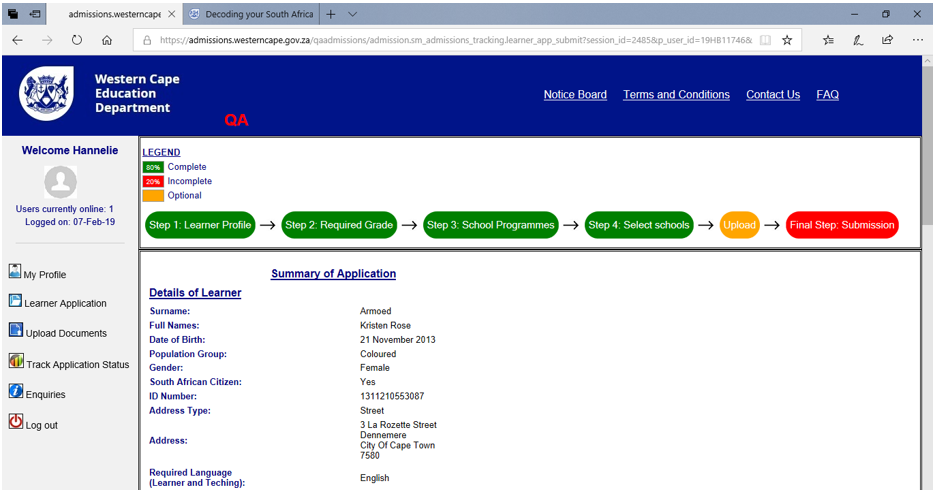 admissions.westerncape
Decoding your South Africa
https://admissions.westerncape.gov.za/qaadmissions/admission.sm_admissions_tracking.learner_app_submit?session_id=2485&p_user_id=19HB11746&
Western Cape
Education
Department
QA
Notice Board Terms and Conditions Contact Us FAQ
Welcome Hannelie
Users currently online: 1
Logged on: 07-Feb-19
My Profile
Learner Application
Upload Documents
Track Application Status
Enquiries
Log out
LEGEND
80% Complete
20% Incomplete
Optional
Step 1: Learner Profile → Step 2: Required Grade → Step 3: School Programmes → Step 4: Select schools → Upload → Final Step: Submission
Summary of Application
Details of Learner
Surname: Armoed
Full Names: Kristen Rose
Date of Birth: 21 November 2013
Population Group: Coloured
Gender: Female
South African Citizen: Yes
ID Number: 1311210553087
Address Type: Street
Address: 3 La Rozette Street
Dennemere
City Of Cape Town
7580
Required Language
(Learner and Teching): English